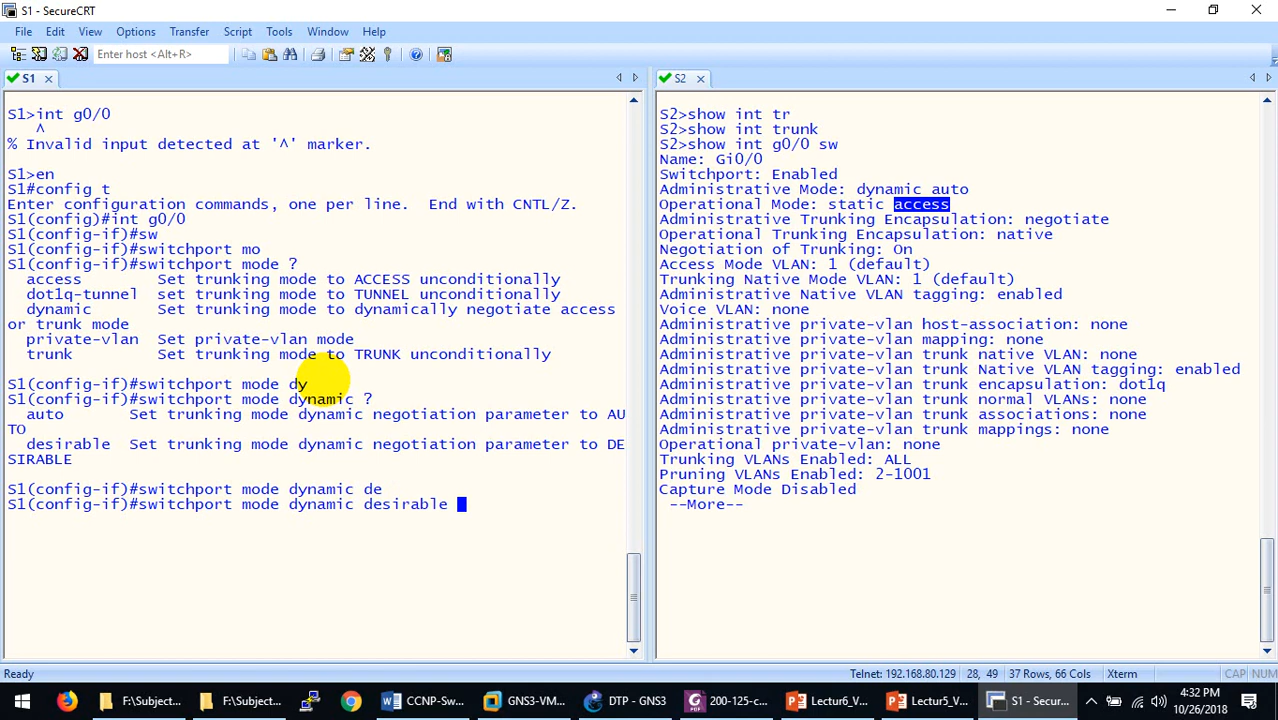 S1 - SecureCRT
File Edit View Options Transfer Script Tools Window Help
Enter host <Alt+R>
S1
S1>int g0/0
^
% Invalid input detected at '^' marker.
S1>en
S1#config t
Enter configuration commands, one per line.  End with CNTL/Z.
S1(config)#int g0/0
S1(config-if)#sw
S1(config-if)#switchport mo
S1(config-if)#switchport mode ?
access        Set trunking mode to ACCESS unconditionally
dot1q-tunnel  set trunking mode to TUNNEL unconditionally
dynamic       Set trunking mode to dynamically negotiate access
or trunk mode
private-vlan  Set private-vlan mode
trunk         Set trunking mode to TRUNK unconditionally
S1(config-if)#switchport mode dy
S1(config-if)#switchport mode dynamic ?
auto       Set trunking mode dynamic negotiation parameter to AU
TO
desirable  Set trunking mode dynamic negotiation parameter to DE
SIRABLE
S1(config-if)#switchport mode dynamic de
S1(config-if)#switchport mode dynamic desirable
S2
S2>show int tr
S2>show int trunk
S2>show int g0/0 sw
Name: Gi0/0
Switchport: Enabled
Administrative Mode: dynamic auto
Operational Mode: static access
Administrative Trunking Encapsulation: negotiate
Operational Trunking Encapsulation: native
Negotiation of Trunking: On
Access Mode VLAN: 1 (default)
Trunking Native Mode VLAN: 1 (default)
Administrative Native VLAN tagging: enabled
Voice VLAN: none
Administrative private-vlan host-association: none
Administrative private-vlan mapping: none
Administrative private-vlan trunk native VLAN: none
Administrative private-vlan trunk Native VLAN tagging: enabled
Administrative private-vlan trunk encapsulation: dot1q
Administrative private-vlan trunk normal VLANs: none
Administrative private-vlan trunk associations: none
Administrative private-vlan trunk mappings: none
Operational private-vlan: none
Trunking VLANs Enabled: ALL
Pruning VLANs Enabled: 2-1001
Capture Mode Disabled
--More--
Ready Telnet: 192.168.80.129 28, 49 37 Rows, 66 Cols Xterm CAP NUM
F:\Subject... F:\Subject... CCNP-Sw... GNS3-VM... DTP - GNS3 200-125-c... Lectur6_V... Lectur5_V... S1 - Secur... 4:32 PM
10/26/2018